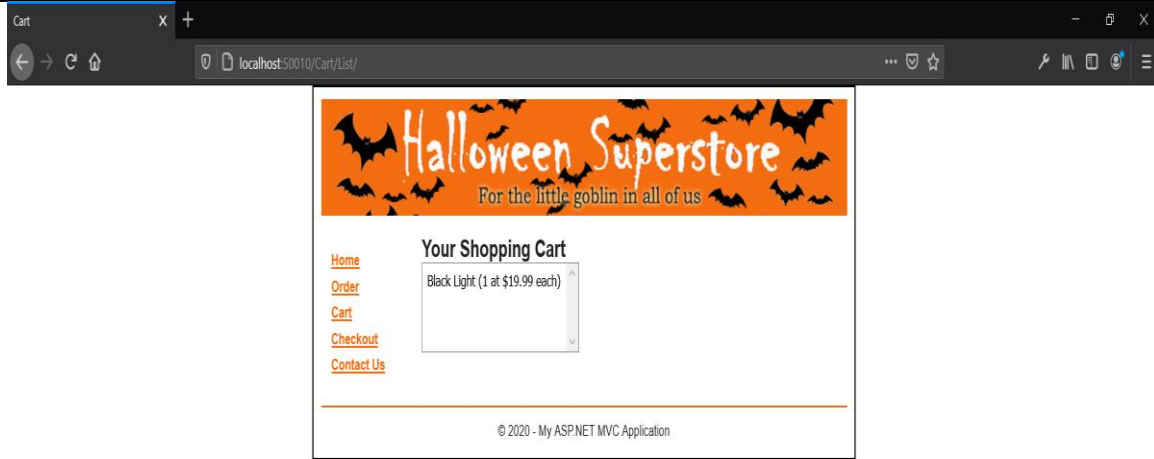 Cart
localhost:50010/Cart/List/
Halloween Superstore
For the little goblin in all of us
Your Shopping Cart
Home
Order
Cart
Checkout
Contact Us
Black Light (1 at $19.99 each)
© 2020 - My ASP.NET MVC Application